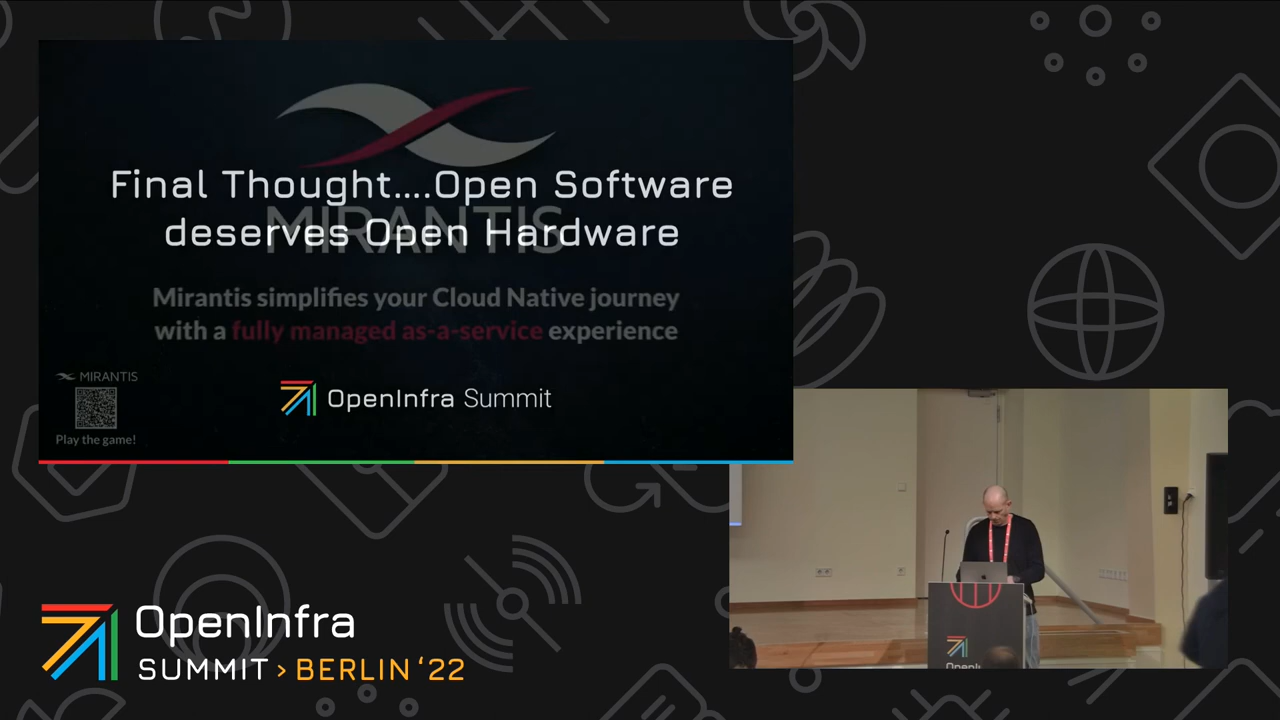 Final Thought....Open Software
deserves Open Hardware
MIRANTIS
Mirantis simplifies your Cloud Native journey
with a fully managed as-a-service experience
MIRANTIS
Play the game!
OpenInfra Summit
OpenInfra
SUMMIT > BERLIN ‘22